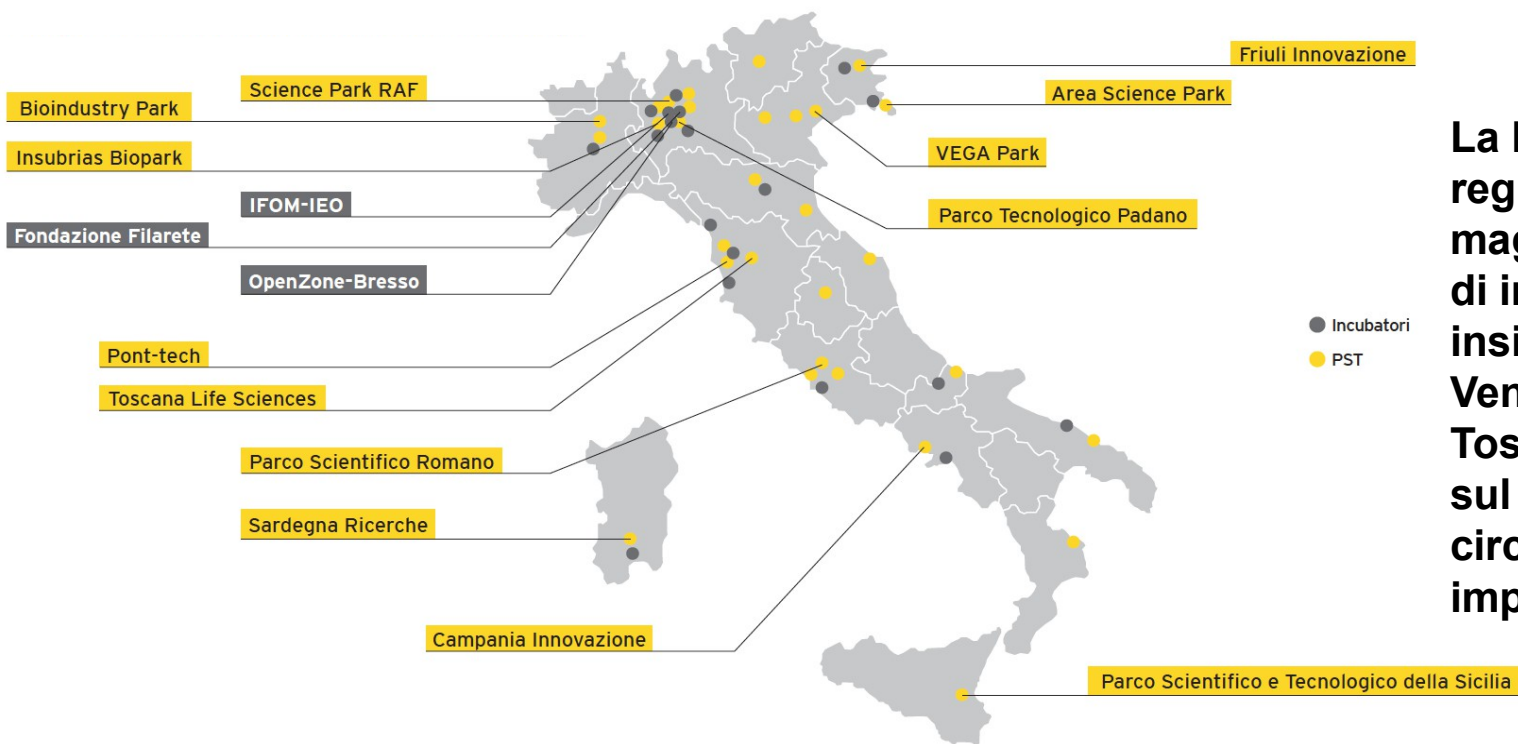 Friuli Innovazione
Science Park RAF
Area Science Park
Bioindustry Park
Insubrias Biopark
VEGA Park
IFOM-IEO
Parco Tecnologico Padano
Fondazione Filarete
OpenZone-Bresso
Incubatori
PST
Pont-tech
Toscana Life Sciences
Parco Scientifico Romano
Sardegna Ricerche
Campania Innovazione
Parco Scientifico e Tecnologico della Sicilia
La
reg
mag
di in
insi
Ven
Tos
sul
circ
imp